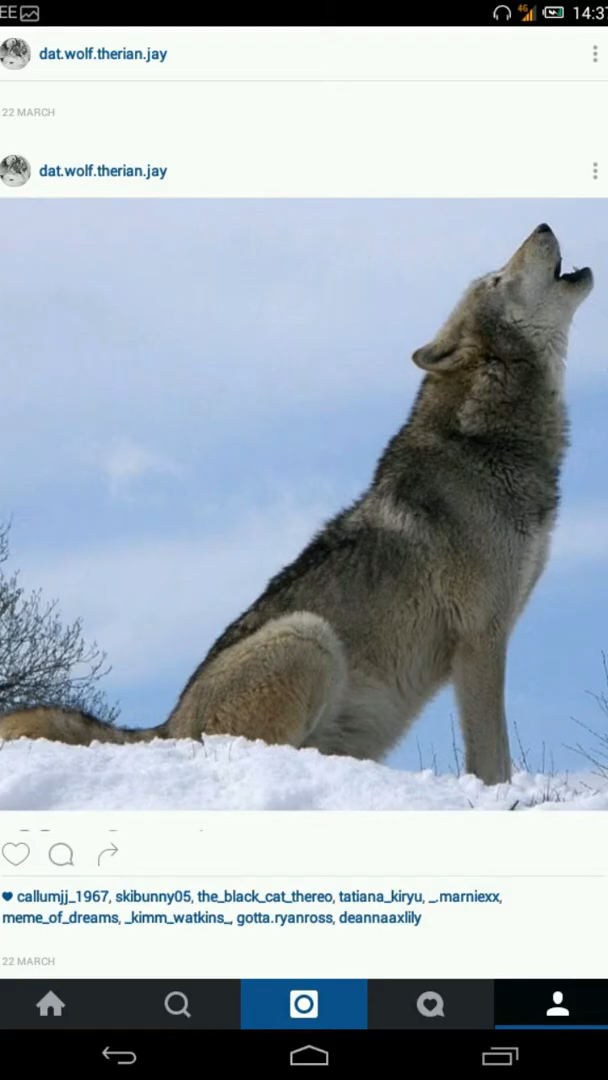 EE 4G 14:37
dat.wolf.therian.jay
22 MARCH
dat.wolf.therian.jay
callumjj_1967, skibunny05, the_black_cat_thereo, tatiana_kiryu, _.marniexx,
meme_of_dreams, _kimm_watkins_, gotta.ryanross, deannaaxlily
22 MARCH